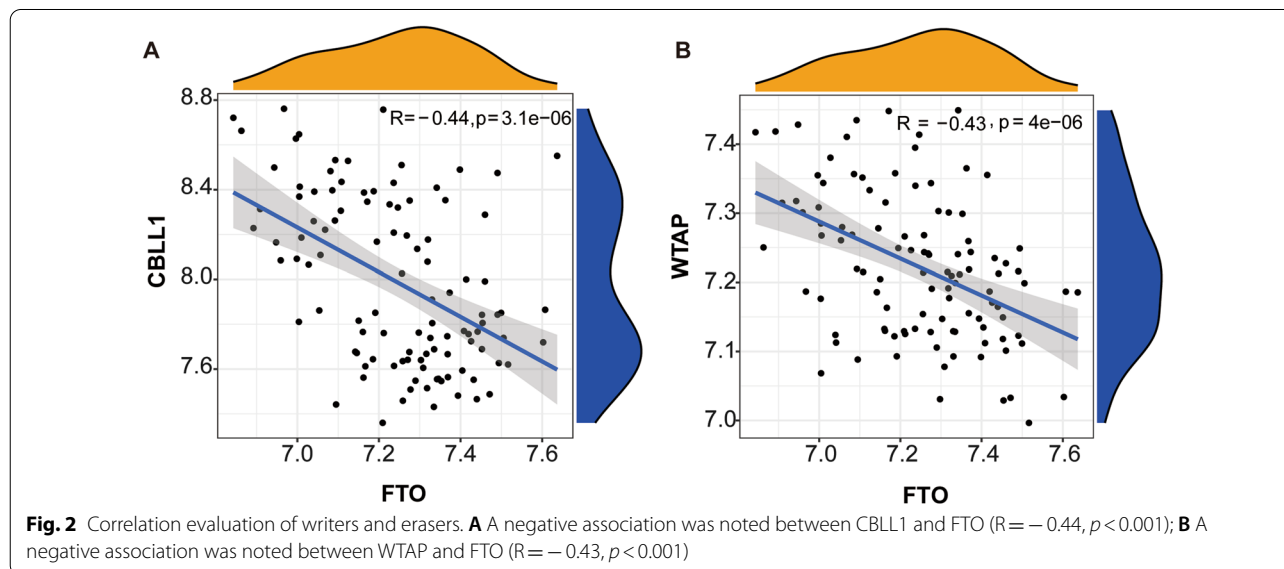 A
B
R=−0.44,p=3.1e−06
R = −0.43, p = 4e−06
CBLL1
8.8
8.4
8.0
7.6
7.0 7.2 7.4 7.6
FTO
WTAP
7.4
7.3
7.2
7.1
7.0
7.0 7.2 7.4 7.6
FTO
Fig. 2 Correlation evaluation of writers and erasers. A A negative association was noted between CBLL1 and FTO (R = − 0.44, p < 0.001); B A
negative association was noted between WTAP and FTO (R = − 0.43, p < 0.001)